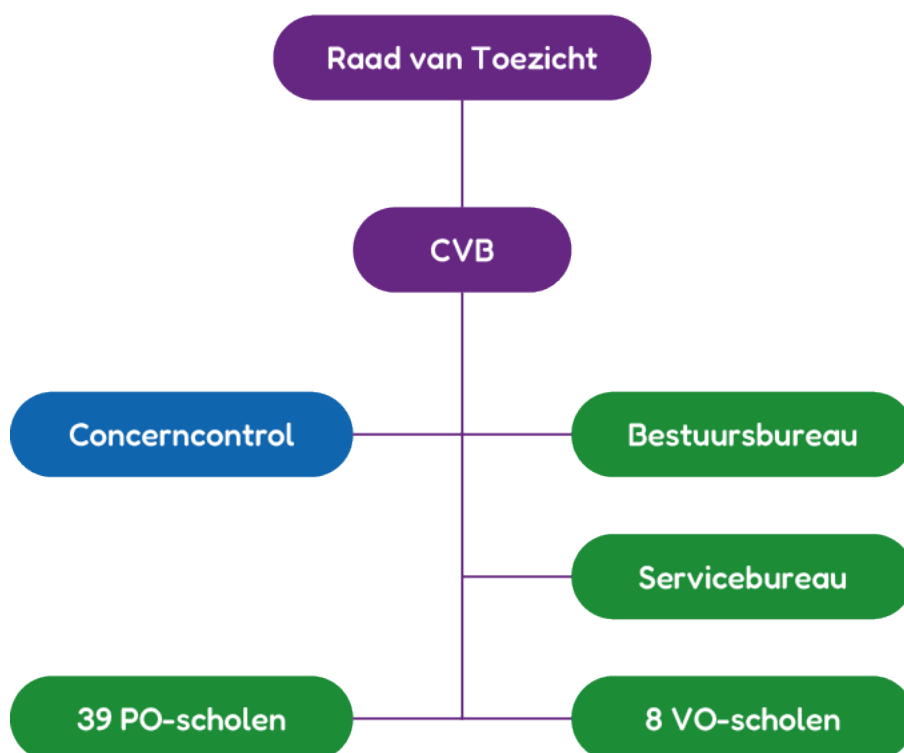 Raad van Toezicht
CVB
Concerncontrol
Bestuursbureau
Servicebureau
39 PO-scholen
8 VO-scholen